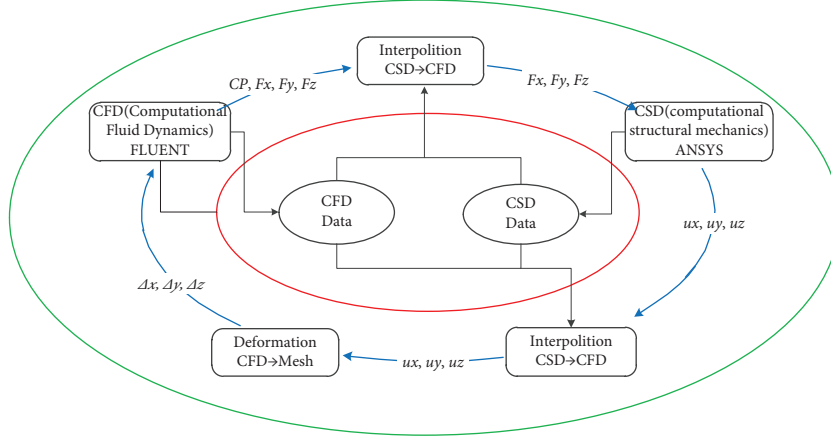 Interpolition
CSD→CFD
CP, Fx, Fy, Fz
Fx, Fy, Fz
CFD(Computational
Fluid Dynamics)
FLUENT
CSD(computational
structural mechanics)
ANSYS
CFD
Data
CSD
Data
ux, uy, uz
Δx, Δy, Δz
Deformation
CFD→Mesh
ux, uy, uz
Interpolition
CSD→CFD